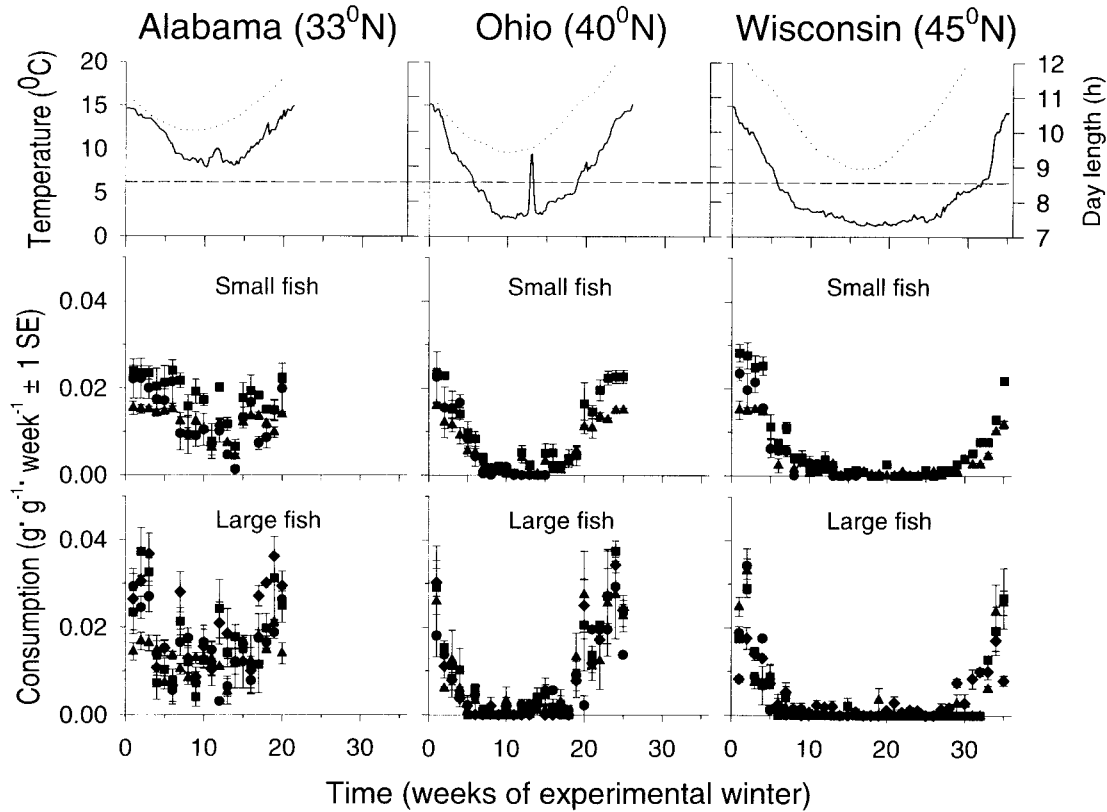 Alabama (33⁰N) Ohio (40⁰N) Wisconsin (45⁰N)
Temperature (⁰C)
20
15
10
5
0
12
11
10
9
8
7
Day length (h)
Small fish Small fish Small fish
0.04
0.02
0.00
Consumption (g· g⁻¹· week⁻¹ ± 1 SE)
Large fish Large fish Large fish
0.04
0.02
0.00
0 10 20 30 0 10 20 30 0 10 20 30
Time (weeks of experimental winter)